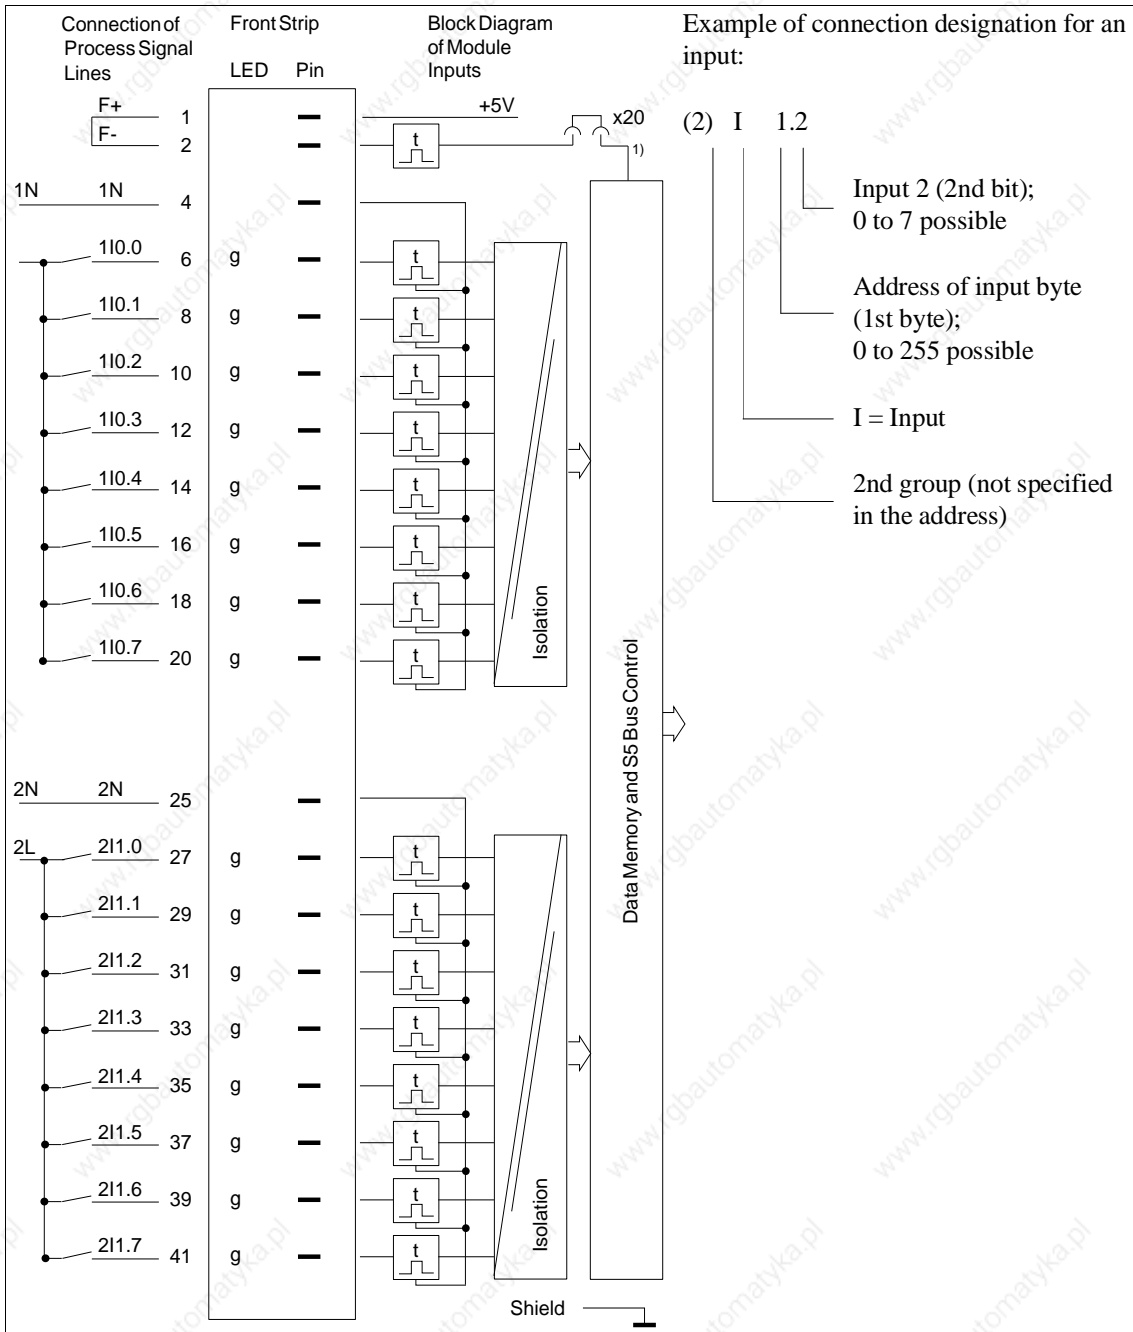 Connection of
Process Signal
Lines
Front Strip
LED Pin
Block Diagram
of Module
Inputs
Example of connection designation for an
input:
F+ 1 +5V
F- 2 t x20
1)
(2) I 1.2
Input 2 (2nd bit);
0 to 7 possible
Address of input byte
(1st byte);
0 to 255 possible
I = Input
2nd group (not specified
in the address)
1N 1N 4
1I0.0 6 g t
1I0.1 8 g t
1I0.2 10 g t
1I0.3 12 g t
1I0.4 14 g t
1I0.5 16 g t
1I0.6 18 g t
1I0.7 20 g t
Isolation
Data Memory and S5 Bus Control
2N 2N 25
2L 2I1.0 27 g t
2I1.1 29 g t
2I1.2 31 g t
2I1.3 33 g t
2I1.4 35 g t
2I1.5 37 g t
2I1.6 39 g t
2I1.7 41 g t
Isolation
Shield
www.rgbautomatyka.pl